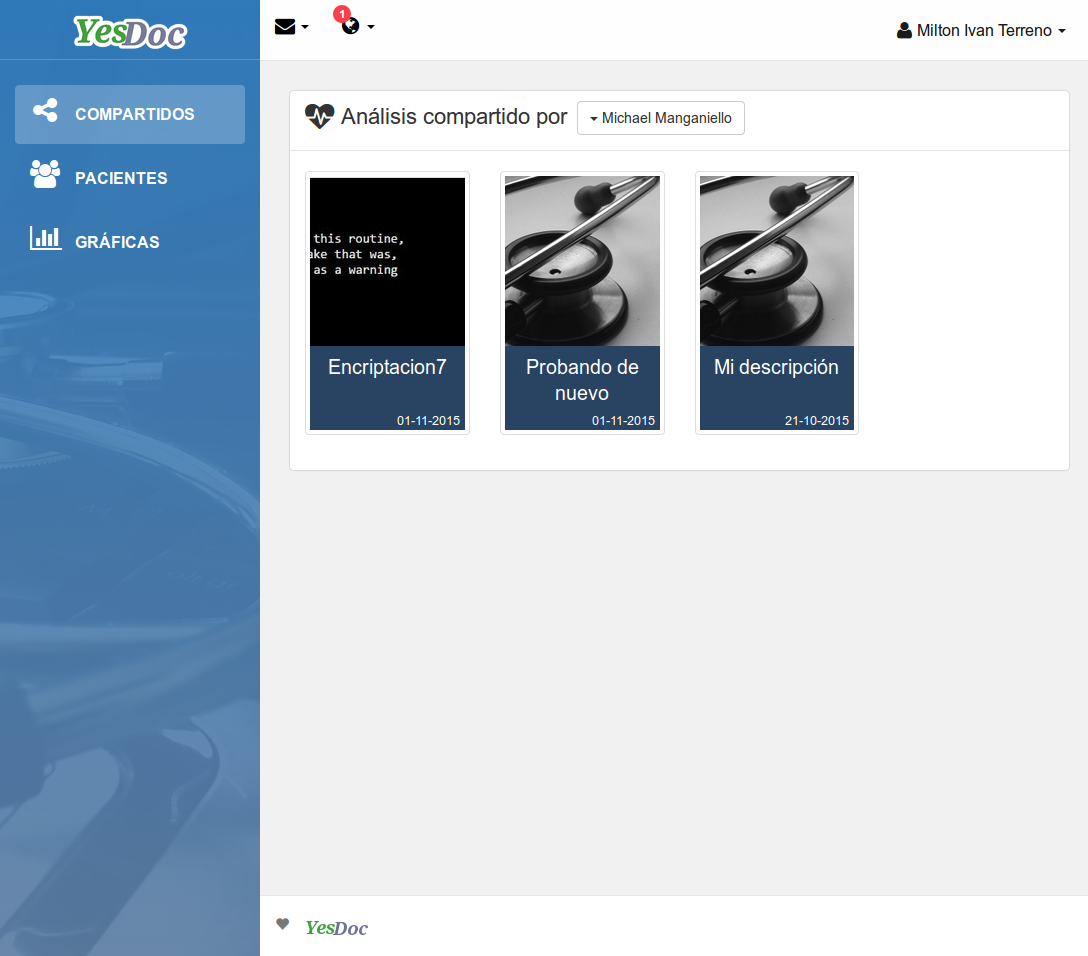 YesDoc
1
Milton Ivan Terreno
COMPARTIDOS
PACIENTES
GRÁFICAS
Análisis compartido por
Michael Manganiello
this routine,
ake that was,
as a warning
Encriptacion7
01-11-2015
Probando de
nuevo
01-11-2015
Mi descripción
21-10-2015
YesDoc